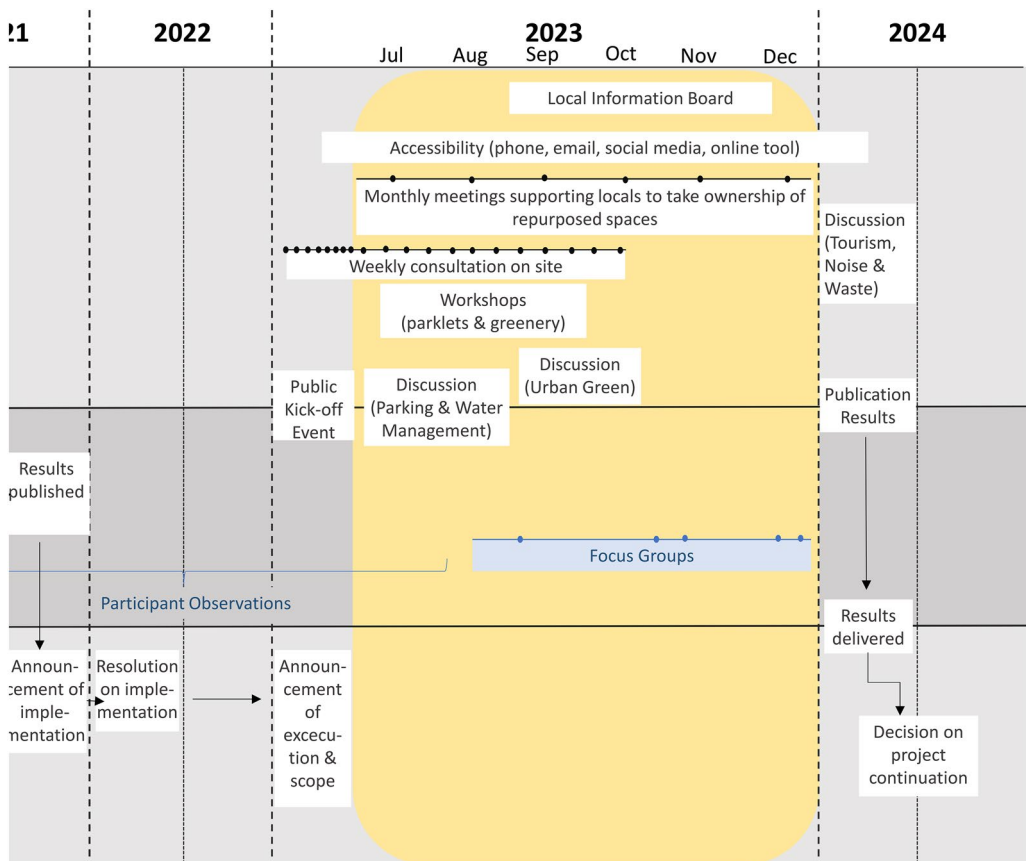 21
2022
2023
2024
Jul
Aug
Sep
Oct
Nov
Dec
Local Information Board
Accessibility (phone, email, social media, online tool)
Monthly meetings supporting locals to take ownership of
repurposed spaces
Discussion
(Tourism,
Noise &
Waste)
Weekly consultation on site
Workshops
(parklets & greenery)
Discussion
(Urban Green)
Public
Kick-off
Event
Discussion
(Parking & Water
Management)
Publication
Results
Results
published
Focus Groups
Participant Observations
Results
delivered
Announ-
cement of
imple-
mentation
Resolution
on imple-
mentation
Announ-
cement
of
excecu-
tion &
scope
Decision on
project
continuation